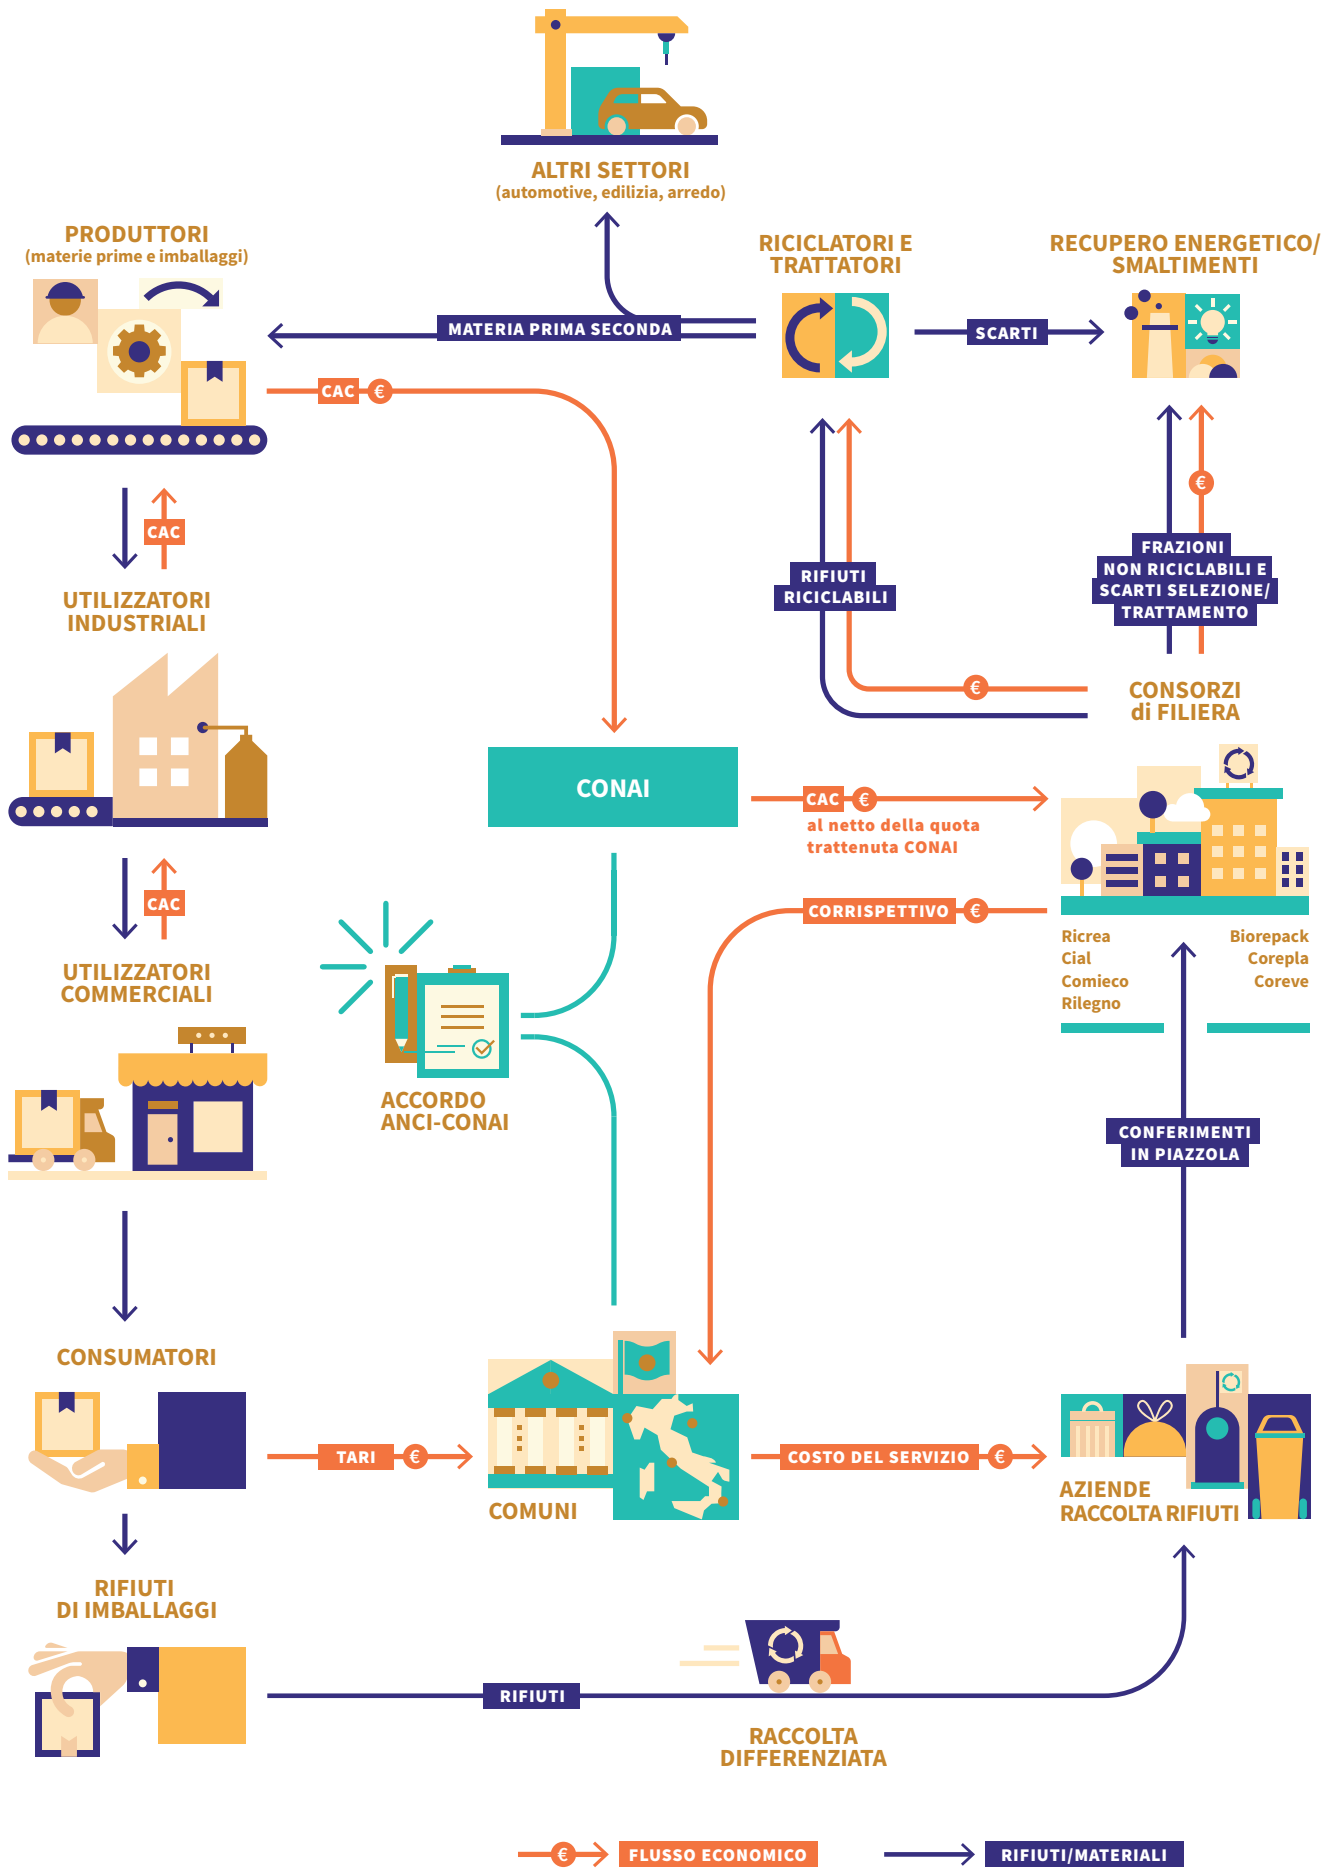 ALTRI SETTORI
(automotive, edilizia, arredo)
PRODUTTORI
(materie prime e imballaggi)
RICICLATORI E
TRATTATORI
RECUPERO ENERGETICO/
SMALTIMENTI
MATERIA PRIMA SECONDA
SCARTI
CAC €
CAC
€
UTILIZZATORI
INDUSTRIALI
RIFIUTI
RICICLABILI
FRAZIONI
NON RICICLABILI E
SCARTI SELEZIONE/
TRATTAMENTO
€
CONSORZI
di FILIERA
CONAI
CAC €
al netto della quota
trattenuta CONAI
CAC
CORRISPETTIVO €
UTILIZZATORI
COMMERCIALI
Ricrea
Cial
Comieco
Rilegno
Biorepack
Corepla
Coreve
ACCORDO
ANCI-CONAI
CONFERIMENTI
IN PIAZZOLA
CONSUMATORI
TARI €
COMUNI
COSTO DEL SERVIZIO €
AZIENDE
RACCOLTA RIFIUTI
RIFIUTI
DI IMBALLAGGI
RIFIUTI
RACCOLTA
DIFFERENZIATA
€ FLUSSO ECONOMICO
RIFIUTI/MATERIALI